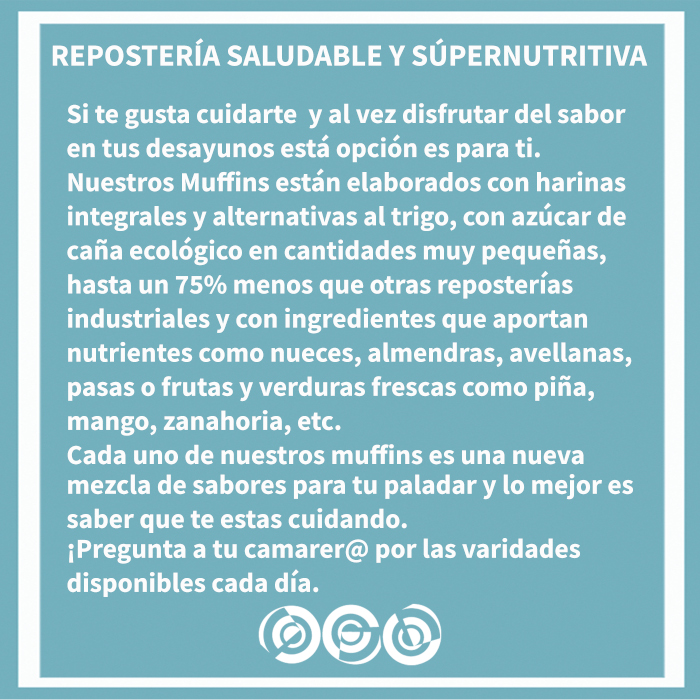 REPOSTERÍA SALUDABLE Y SÚPERNUTRITIVA
Si te gusta cuidarte y al vez disfrutar del sabor
en tus desayunos está opción es para ti.
Nuestros Muffins están elaborados con harinas
integrales y alternativas al trigo, con azúcar de
caña ecológico en cantidades muy pequeñas,
hasta un 75% menos que otras reposterías
industriales y con ingredientes que aportan
nutrientes como nueces, almendras, avellanas,
pasas o frutas y verduras frescas como piña,
mango, zanahoria, etc.
Cada uno de nuestros muffins es una nueva
mezcla de sabores para tu paladar y lo mejor es
saber que te estas cuidando.
¡Pregunta a tu camarer@ por las varidades
disponibles cada día.